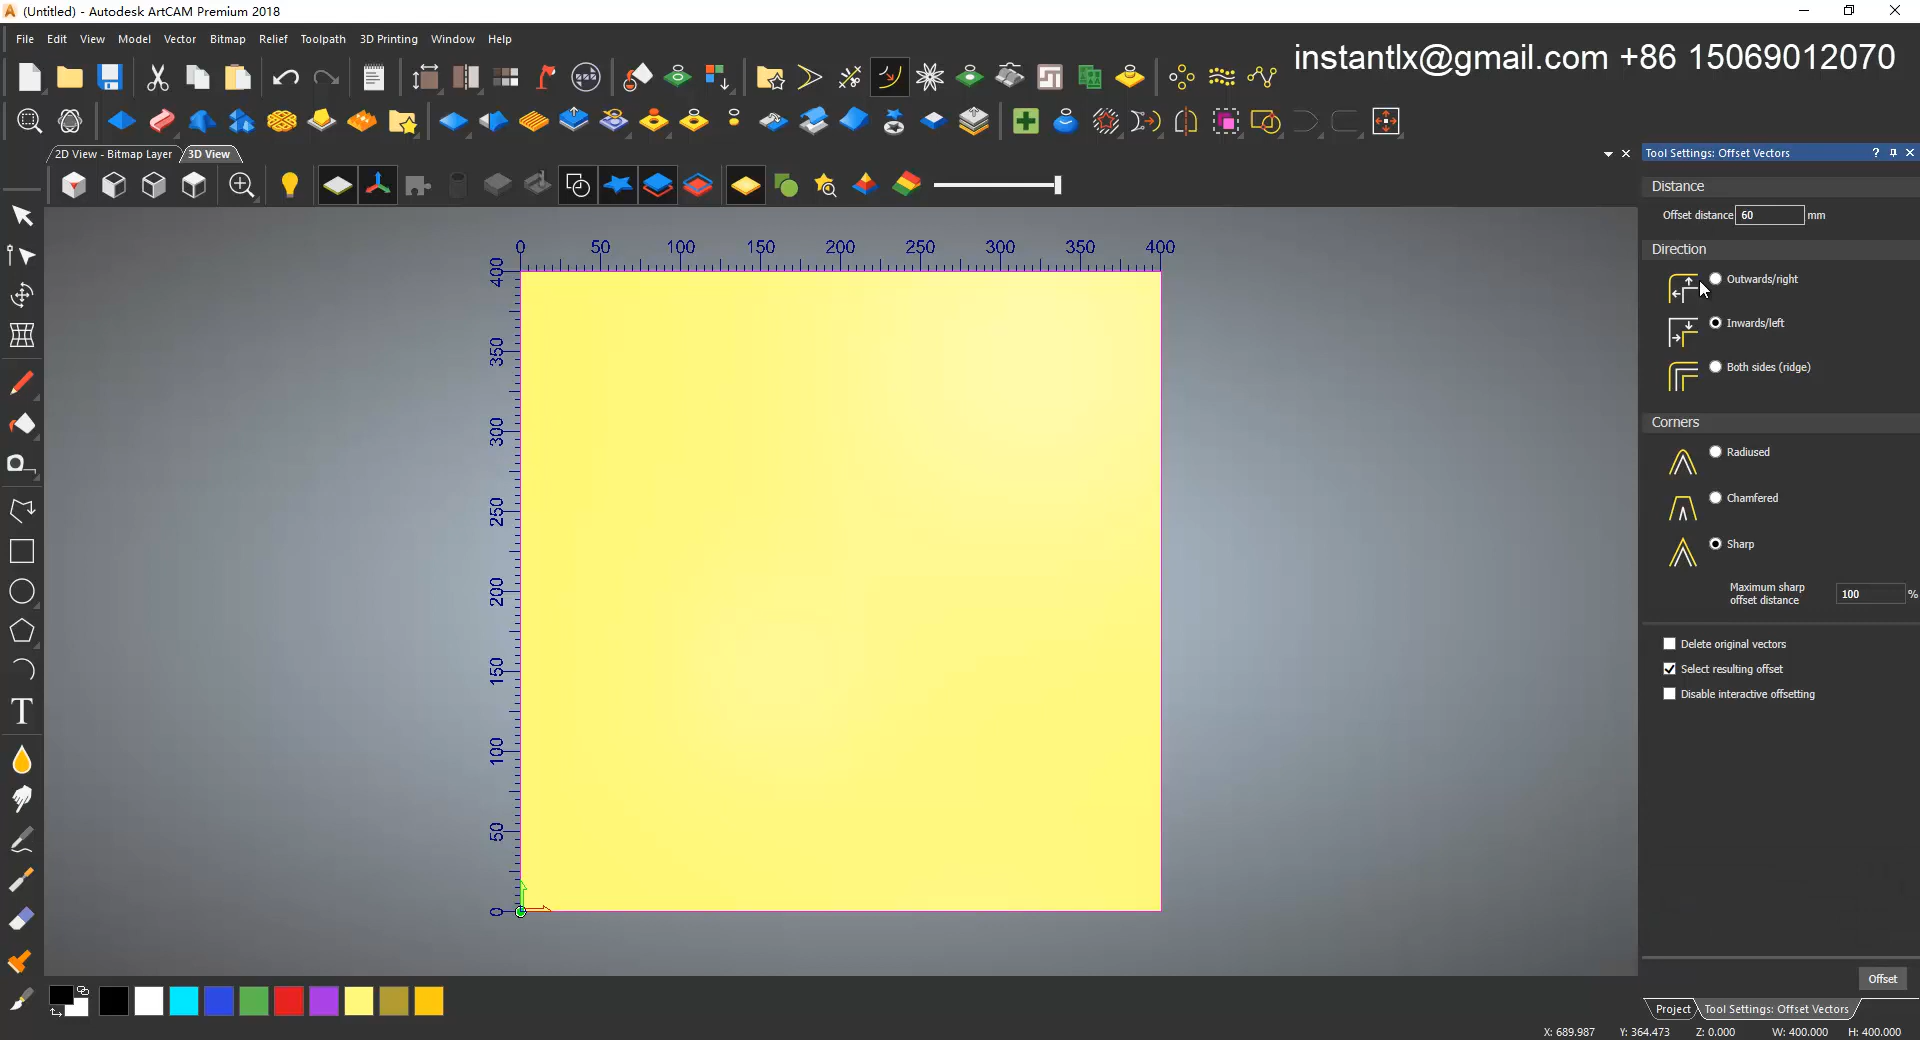 (Untitled) - Autodesk ArtCAM Premium 2018
File Edit View Model Vector Bitmap Relief Toolpath 3D Printing Window Help
instantlx@gmail.com +86 15069012070
2D View - Bitmap Layer 3D View
Tool Settings: Offset Vectors
Distance
Offset distance 60 mm
Direction
Outwards/right
Inwards/left
Both sides (ridge)
Corners
Radiused
Chamfered
Sharp
Maximum sharp
offset distance 100 %
Delete original vectors
Select resulting offset
Disable interactive offsetting
0 50 100 150 200 250 300 350 400
400
350
300
250
200
150
100
50
0
T
Offset
Project Tool Settings: Offset Vectors
X: 689.987 Y: 364.473 Z: 0.000 W: 400.000 H: 400.000